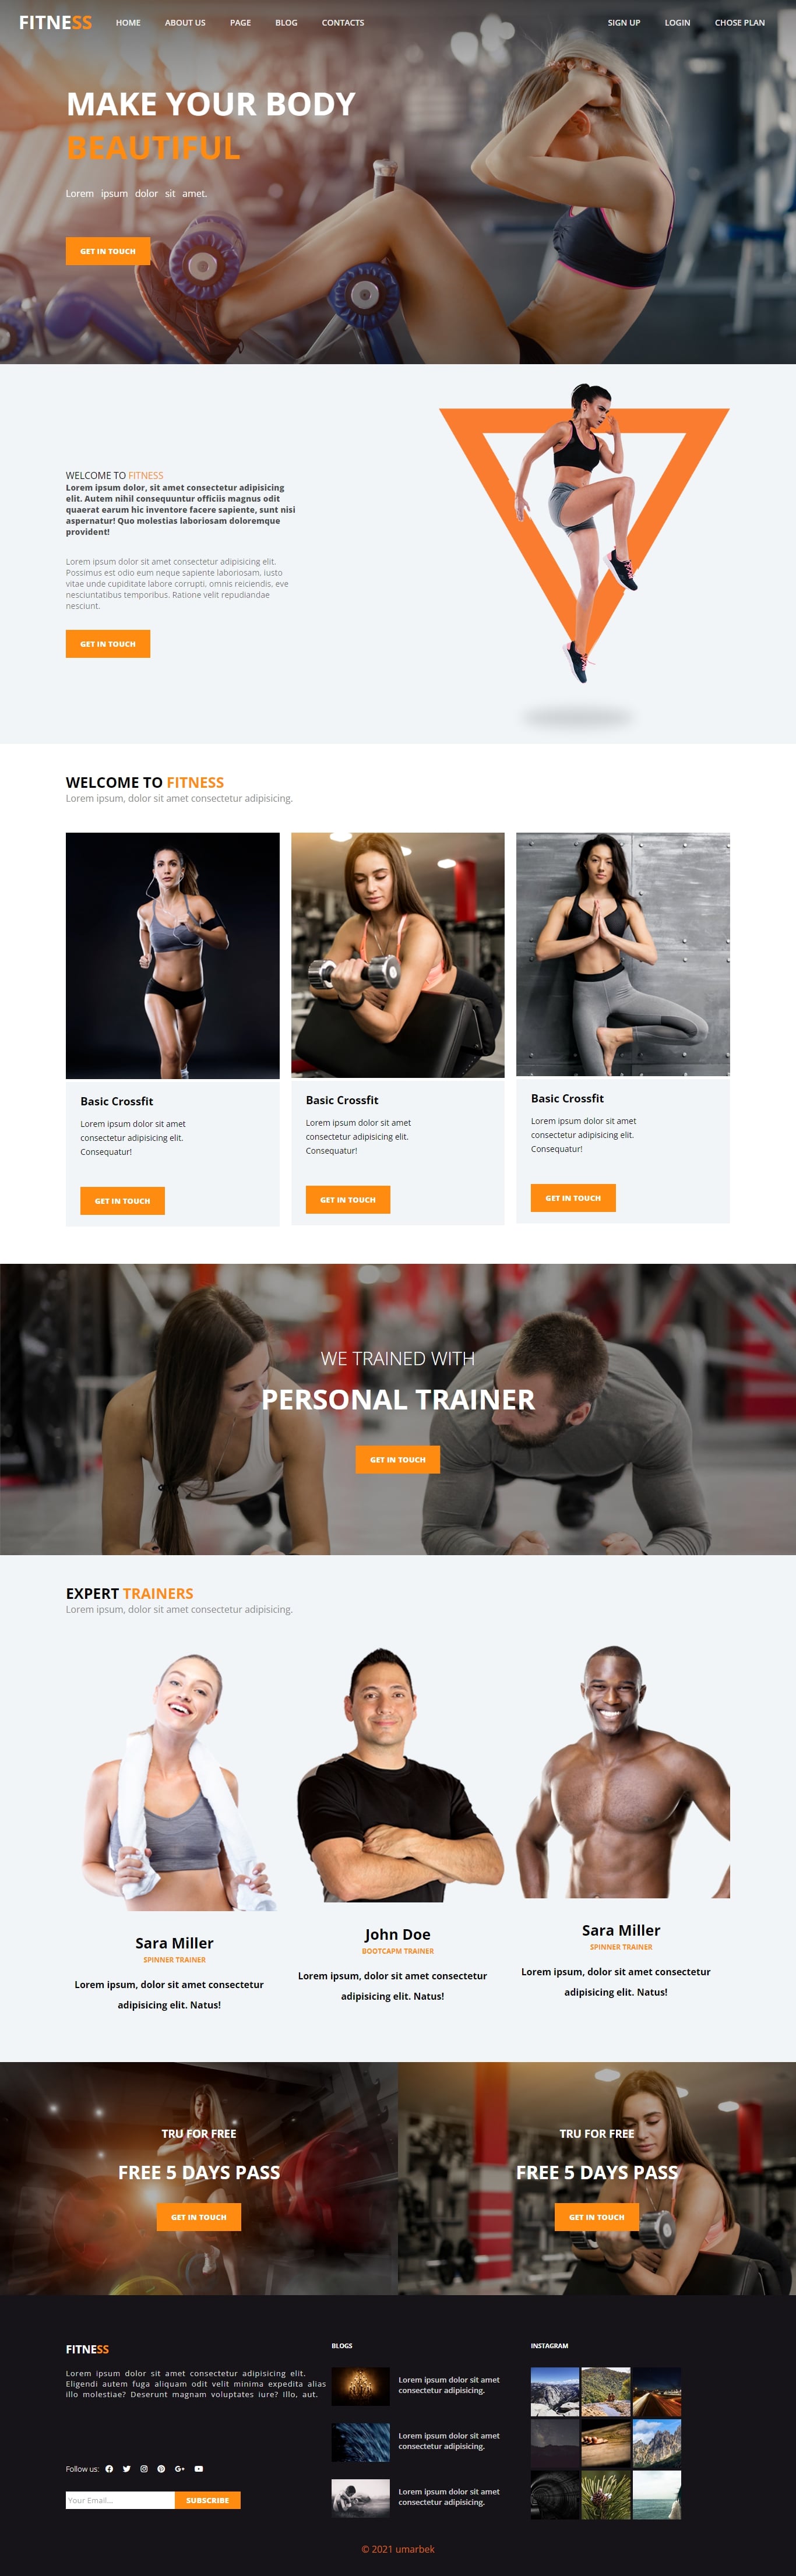 FITNESS HOME ABOUT US PAGE BLOG CONTACTS SIGN UP LOGIN CHOSE PLAN
MAKE YOUR BODY
BEAUTIFUL
Lorem ipsum dolor sit amet.
GET IN TOUCH
WELCOME TO FITNESS
Lorem ipsum dolor, sit amet consectetur adipisicing
elit. Autem nihil consequuntur officiis magnus odit
quaerat earum hic inventore facere sapiente, sunt nisi
aspernatur! Quo molestias laboriosam doloremque
provident!
Lorem ipsum dolor sit amet consectetur adipisicing elit.
Possimus est odio eum neque sapiente laboriosam, iusto
vitae unde cupiditate labore corrupti, omnis reiciendis, eve
nesciuntatibus temporibus. Ratione velit repudiandae
nesciunt.
GET IN TOUCH
WELCOME TO FITNESS
Lorem ipsum, dolor sit amet consectetur adipisicing.
Basic Crossfit
Lorem ipsum dolor sit amet
consectetur adipisicing elit.
Consequatur!
GET IN TOUCH
Basic Crossfit
Lorem ipsum dolor sit amet
consectetur adipisicing elit.
Consequatur!
GET IN TOUCH
Basic Crossfit
Lorem ipsum dolor sit amet
consectetur adipisicing elit.
Consequatur!
GET IN TOUCH
WE TRAINED WITH
PERSONAL TRAINER
GET IN TOUCH
EXPERT TRAINERS
Lorem ipsum, dolor sit amet consectetur adipisicing.
Sara Miller
SPINNER TRAINER
Lorem ipsum, dolor sit amet consectetur
adipisicing elit. Natus!
John Doe
BOOTCAPM TRAINER
Lorem ipsum, dolor sit amet consectetur
adipisicing elit. Natus!
Sara Miller
SPINNER TRAINER
Lorem ipsum, dolor sit amet consectetur
adipisicing elit. Natus!
TRU FOR FREE
FREE 5 DAYS PASS
GET IN TOUCH
TRU FOR FREE
FREE 5 DAYS PASS
GET IN TOUCH
FITNESS
Lorem ipsum dolor sit amet consectetur adipisicing elit.
Eligendi autem fuga aliquam odit velit minima expedita alias
illo molestiae? Deserunt magnam voluptates iure? Illo, aut.
Follow us:
Your Email... SUBSCRIBE
BLOGS
Lorem ipsum dolor sit amet
consectetur adipisicing.
Lorem ipsum dolor sit amet
consectetur adipisicing.
Lorem ipsum dolor sit amet
consectetur adipisicing.
INSTAGRAM
© 2021 umarbek